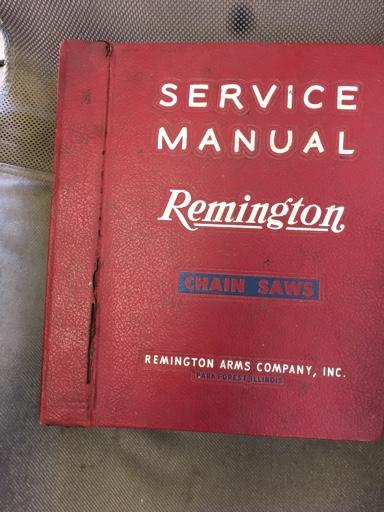 SERVICE
MANUAL
Remington
CHAIN SAWS
REMINGTON ARMS COMPANY, INC.
PARK FOREST, ILLINOIS